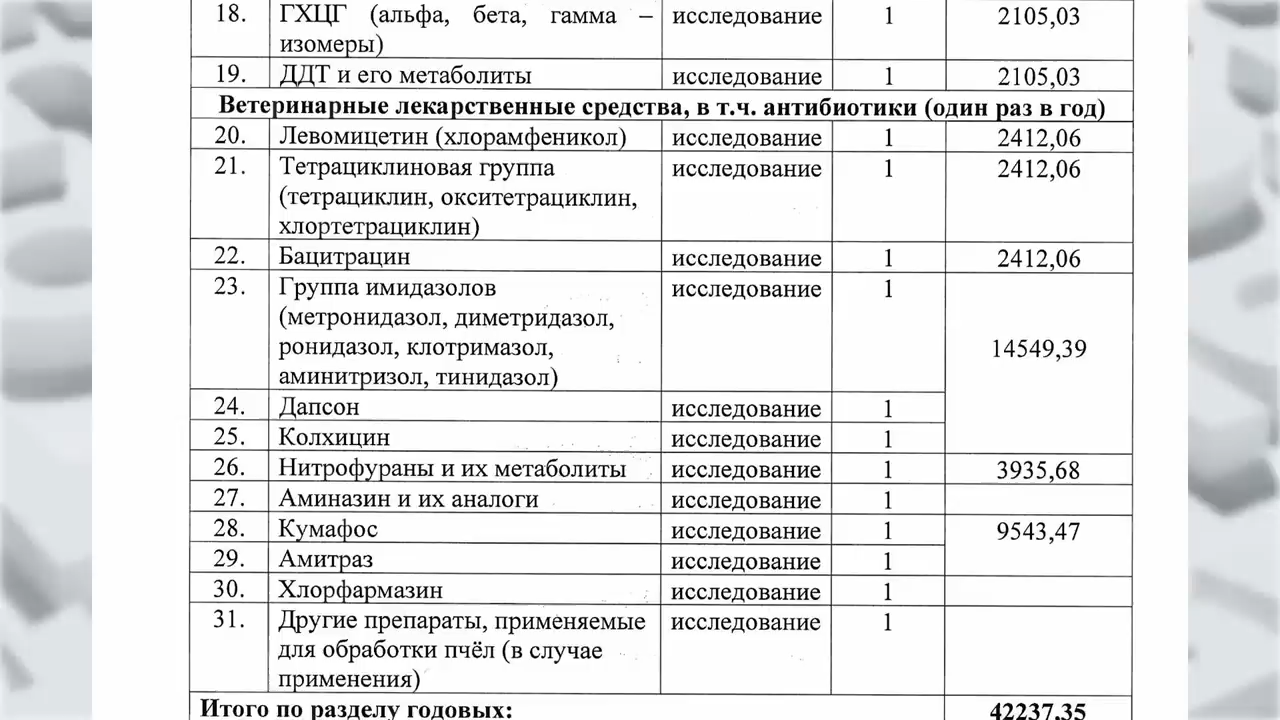 18. ГХЦГ (альфа, бета, гамма – исследование 1 2105,03
изомеры)
19. ДДТ и его метаболиты исследование 1 2105,03
Ветеринарные лекарственные средства, в т.ч. антибиотики (один раз в год)
20. Левомицетин (хлорамфеникол) исследование 1 2412,06
21. Тетрациклиновая группа исследование 1 2412,06
(тетрациклин, окситетрациклин,
хлортетрациклин)
22. Бацитрацин исследование 1 2412,06
23. Группа имидазолов исследование 1
(метронидазол, диметридазол,
ронидазол, клотримазол, 14549,39
аминитризол, тинидазол)
24. Дапсон исследование 1
25. Колхицин исследование 1
26. Нитрофураны и их метаболиты исследование 1 3935,68
27. Аминазин и их аналоги исследование 1
28. Кумафос исследование 1 9543,47
29. Амитраз исследование 1
30. Хлорфармазин исследование 1
31. Другие препараты, применяемые исследование 1
для обработки пчёл (в случае
применения)
Итого по разделу годовых: 42237,35